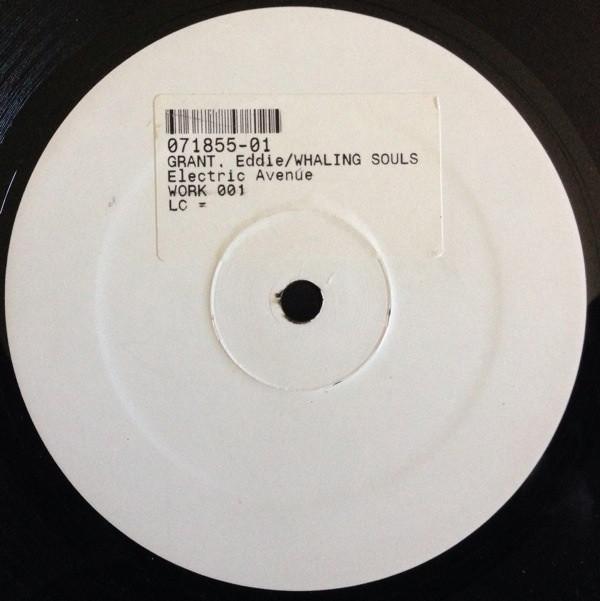 071855-01
GRANT, Eddie/WHALING SOULS
Electric Avenue
WORK 001
LC =